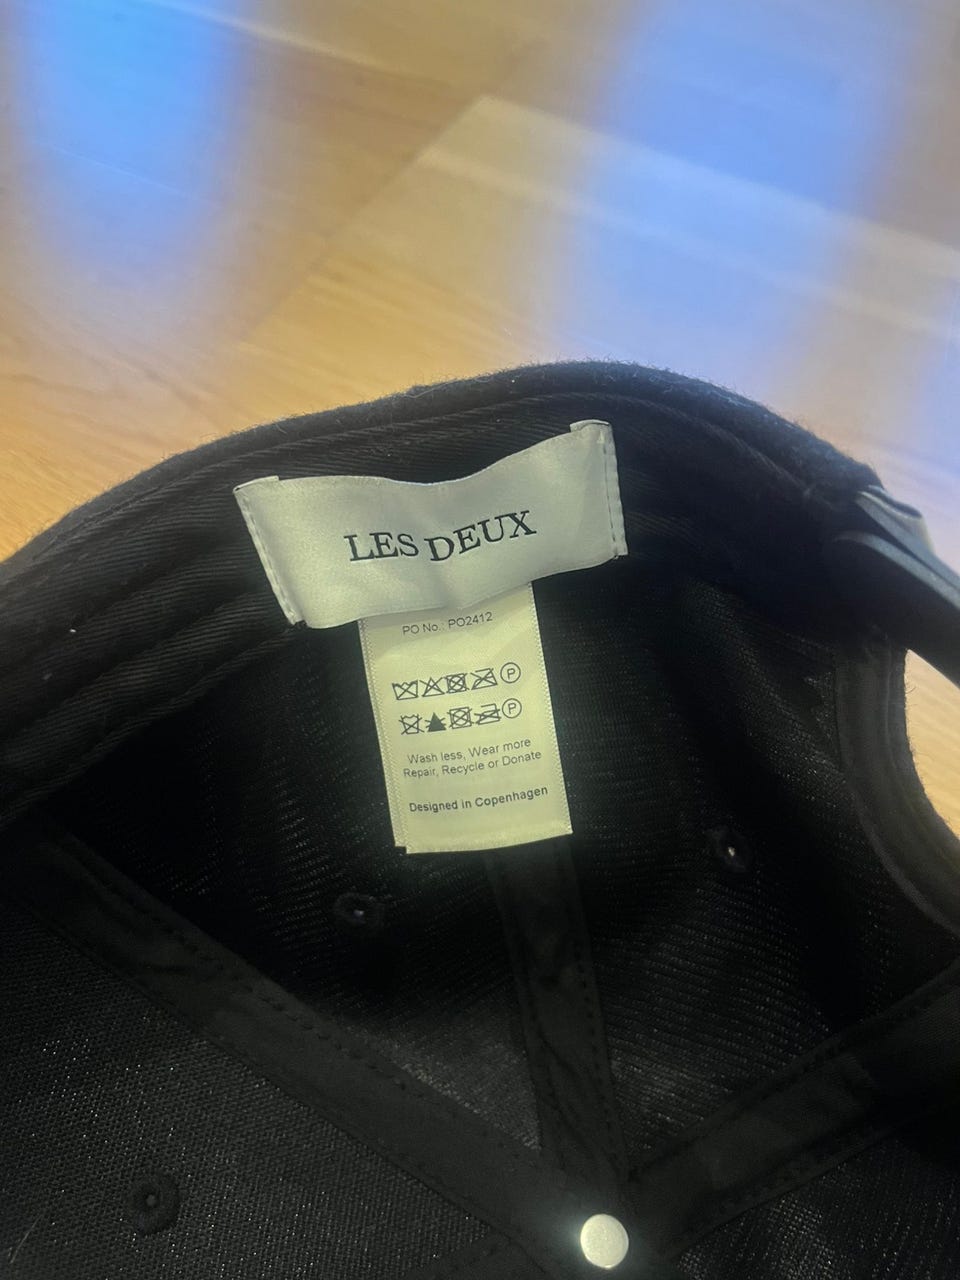 LES DEUX
PO No.: PO2412
P
P
Wash less, Wear more
Repair, Recycle or Donate
Designed in Copenhagen